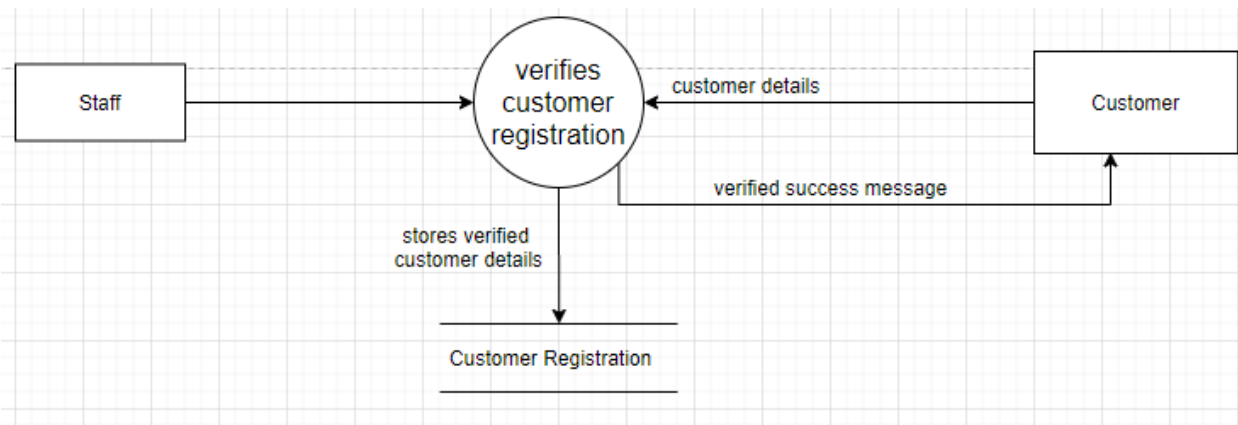 Staff
verifies
customer
registration
customer details
Customer
verified success message
stores verified
customer details
Customer Registration